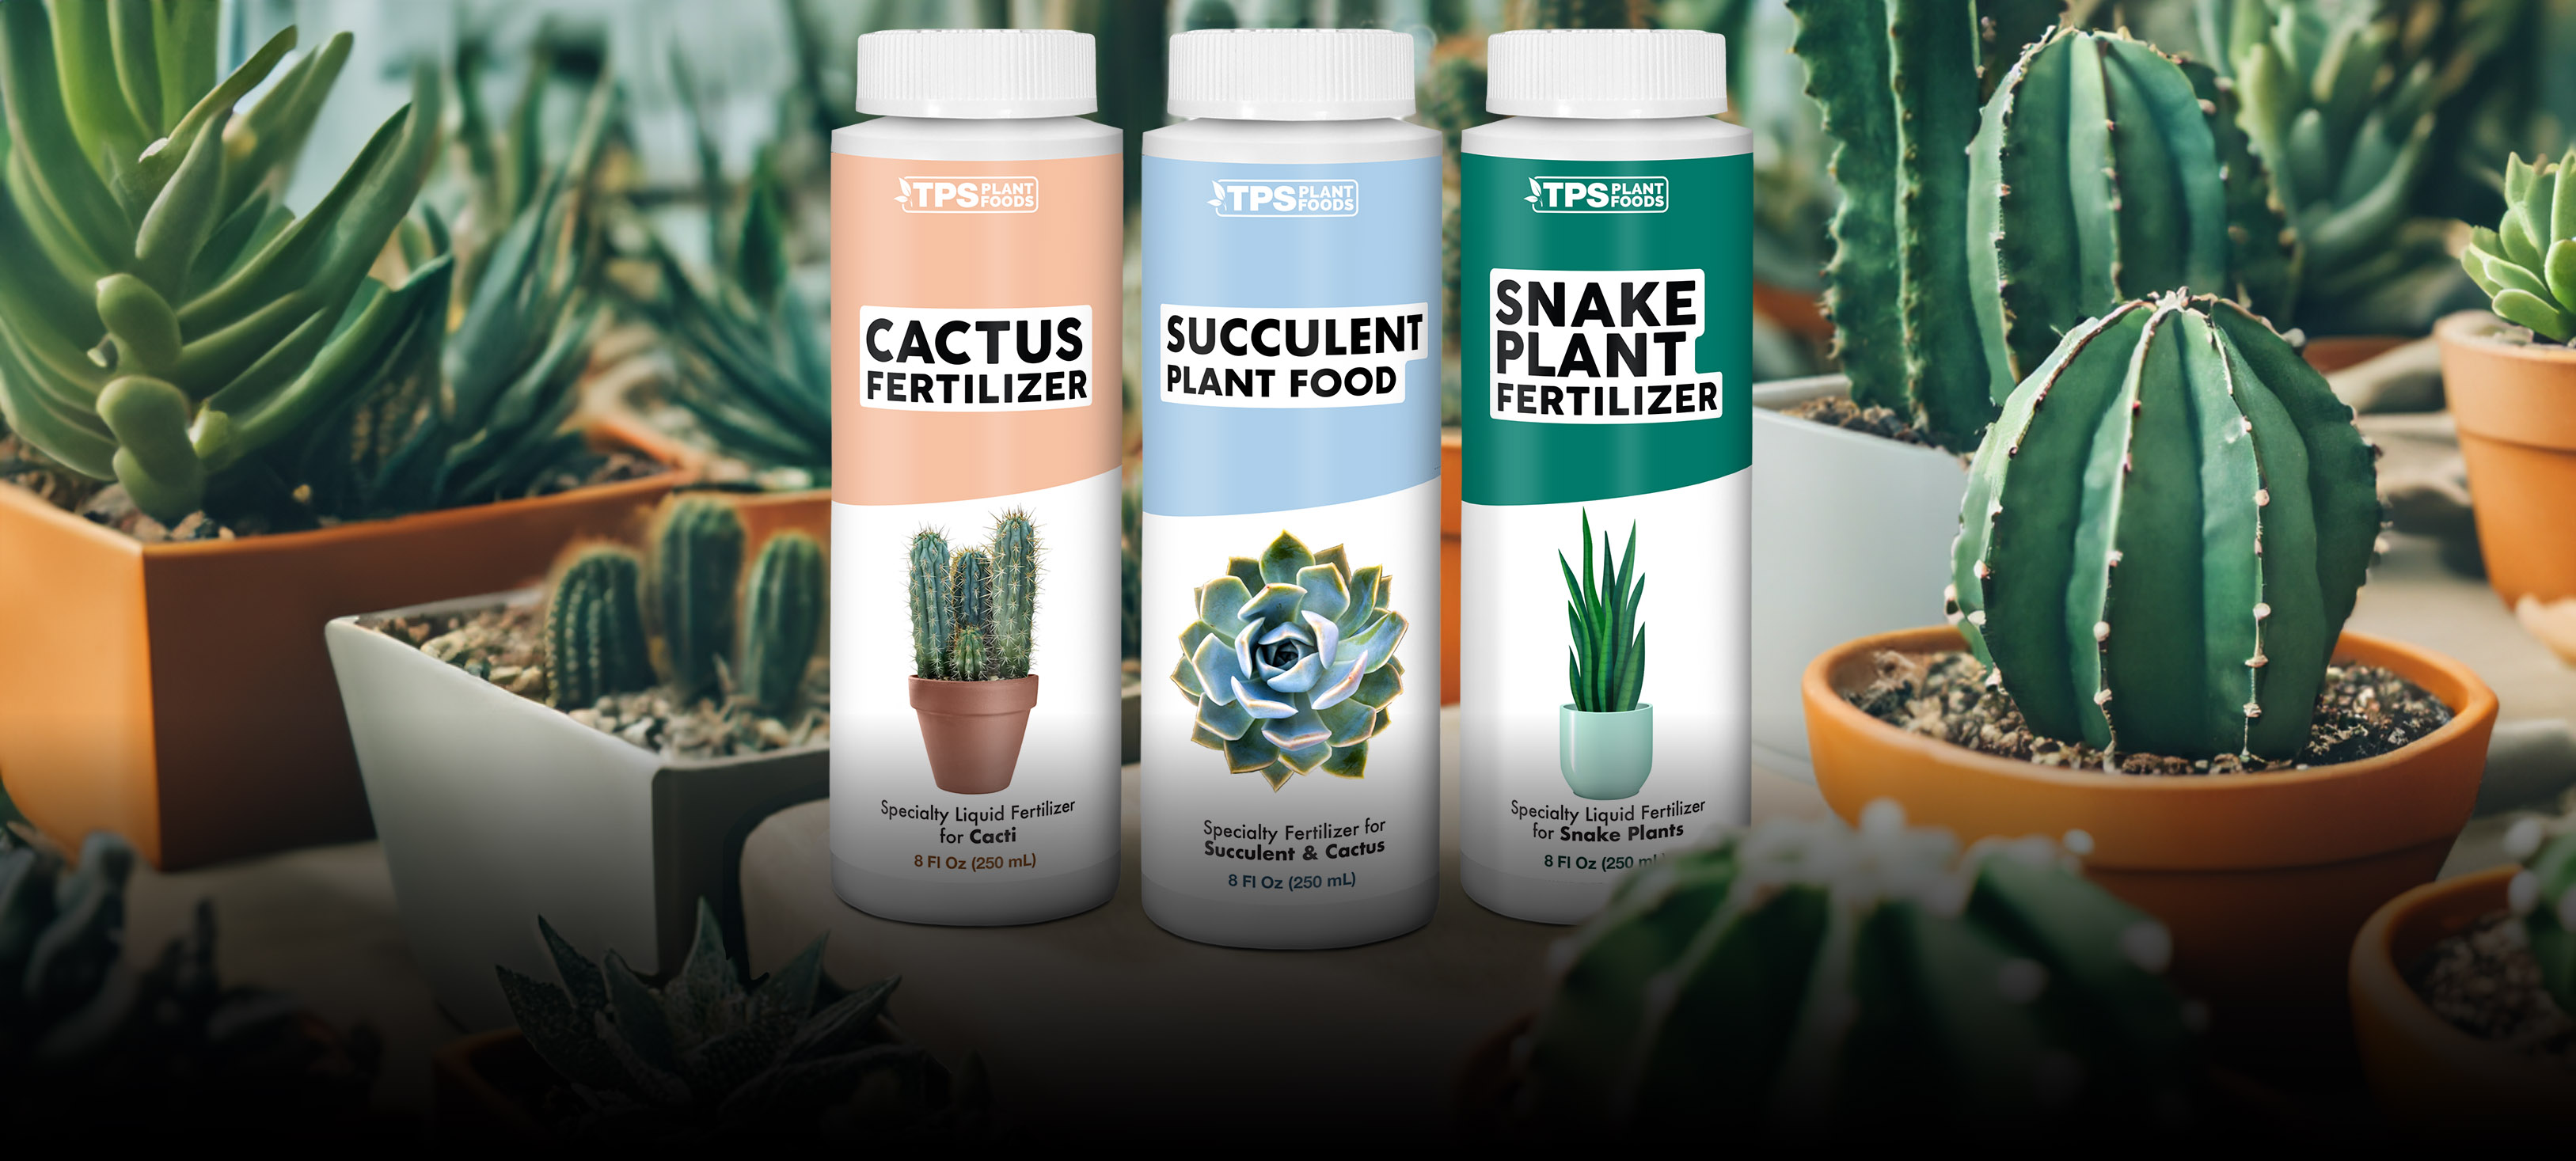 TPS PLANT FOODS
CACTUS
FERTILIZER
Specialty Liquid Fertilizer
for Cacti
8 Fl Oz (250 mL)
TPS PLANT FOODS
SUCCULENT
PLANT FOOD
Specialty Fertilizer for
Succulent & Cactus
8 Fl Oz (250 mL)
TPS PLANT FOODS
SNAKE
PLANT
FERTILIZER
Specialty Liquid Fertilizer
for Snake Plants
8 Fl Oz (250 mL)